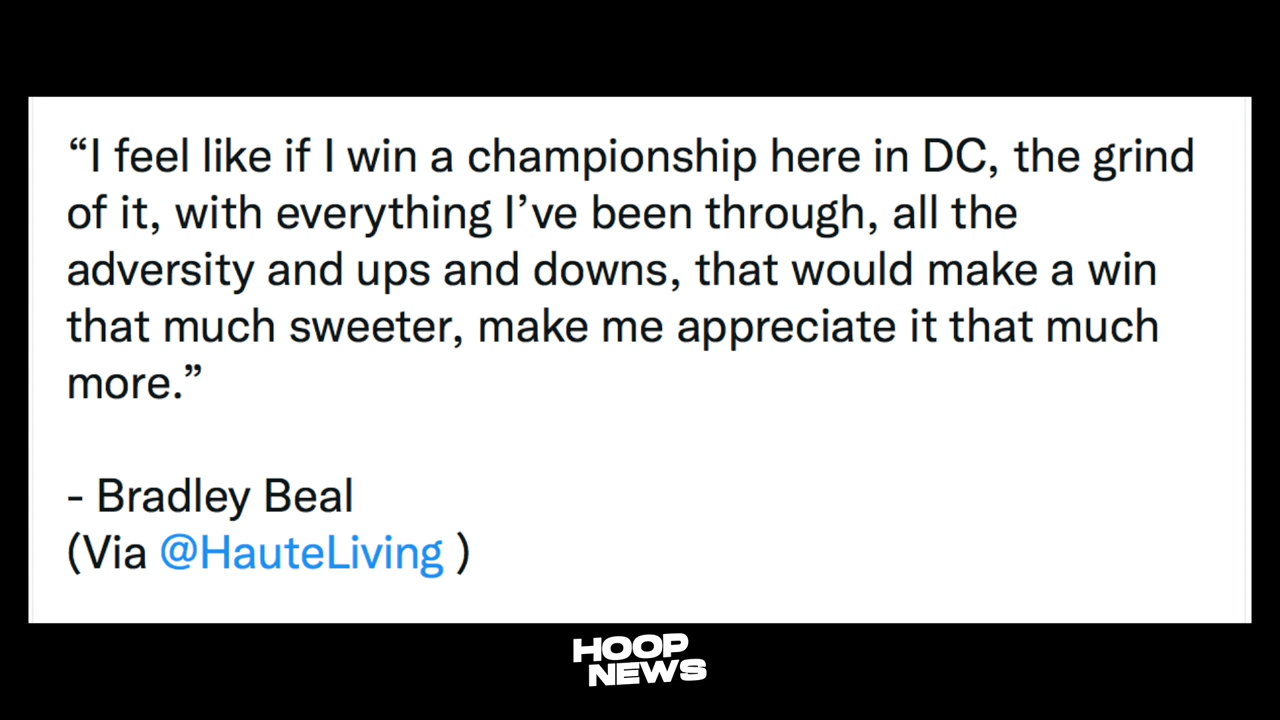 “I feel like if I win a championship here in DC, the grind
of it, with everything I’ve been through, all the
adversity and ups and downs, that would make a win
that much sweeter, make me appreciate it that much
more.”
- Bradley Beal
(Via @HauteLiving )
HOOP
NEWS